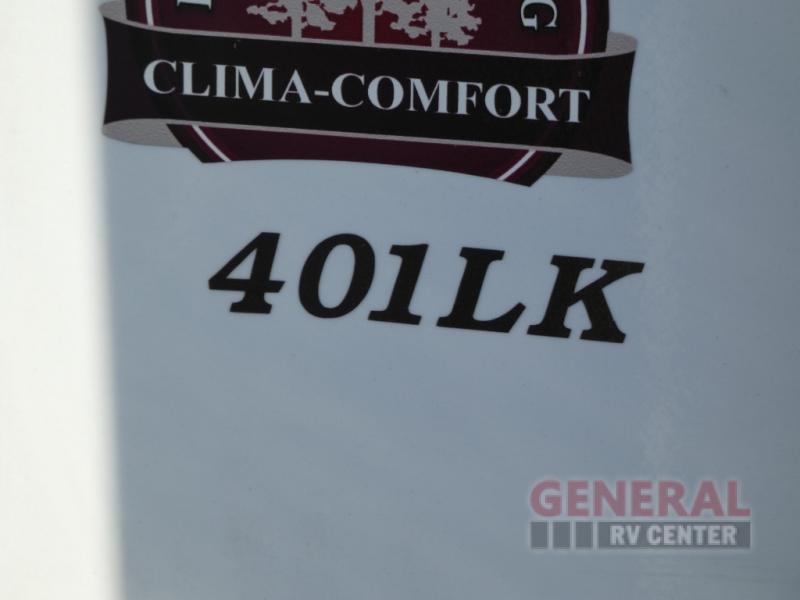 CLIMA-COMFORT
401LK
GENERAL
RV CENTER